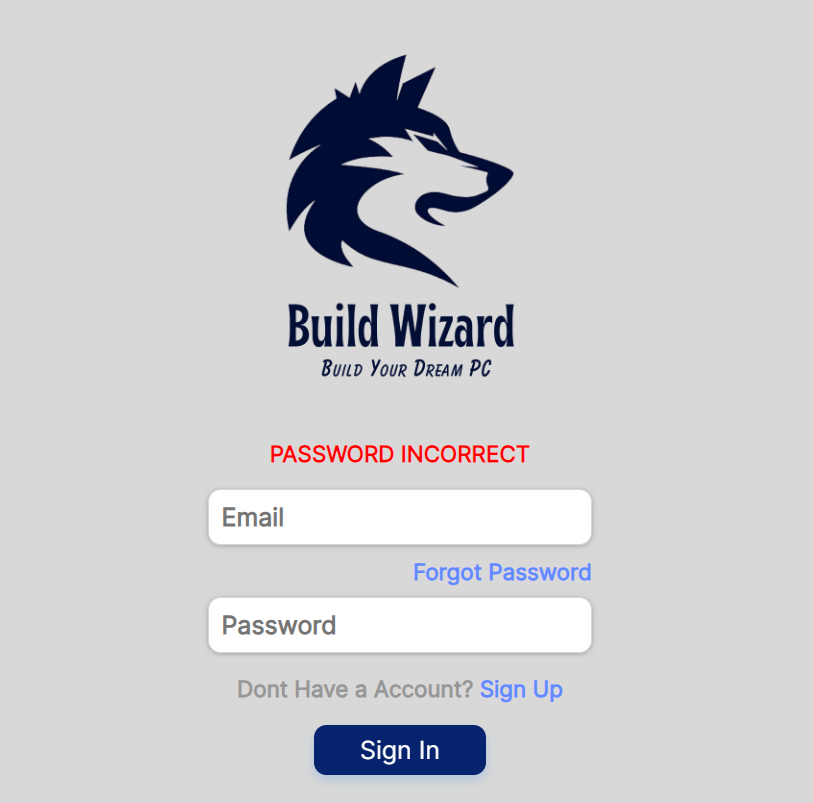 Build Wizard
Build Your Dream PC
PASSWORD INCORRECT
Email
Forgot Password
Password
Dont Have a Account? Sign Up
Sign In